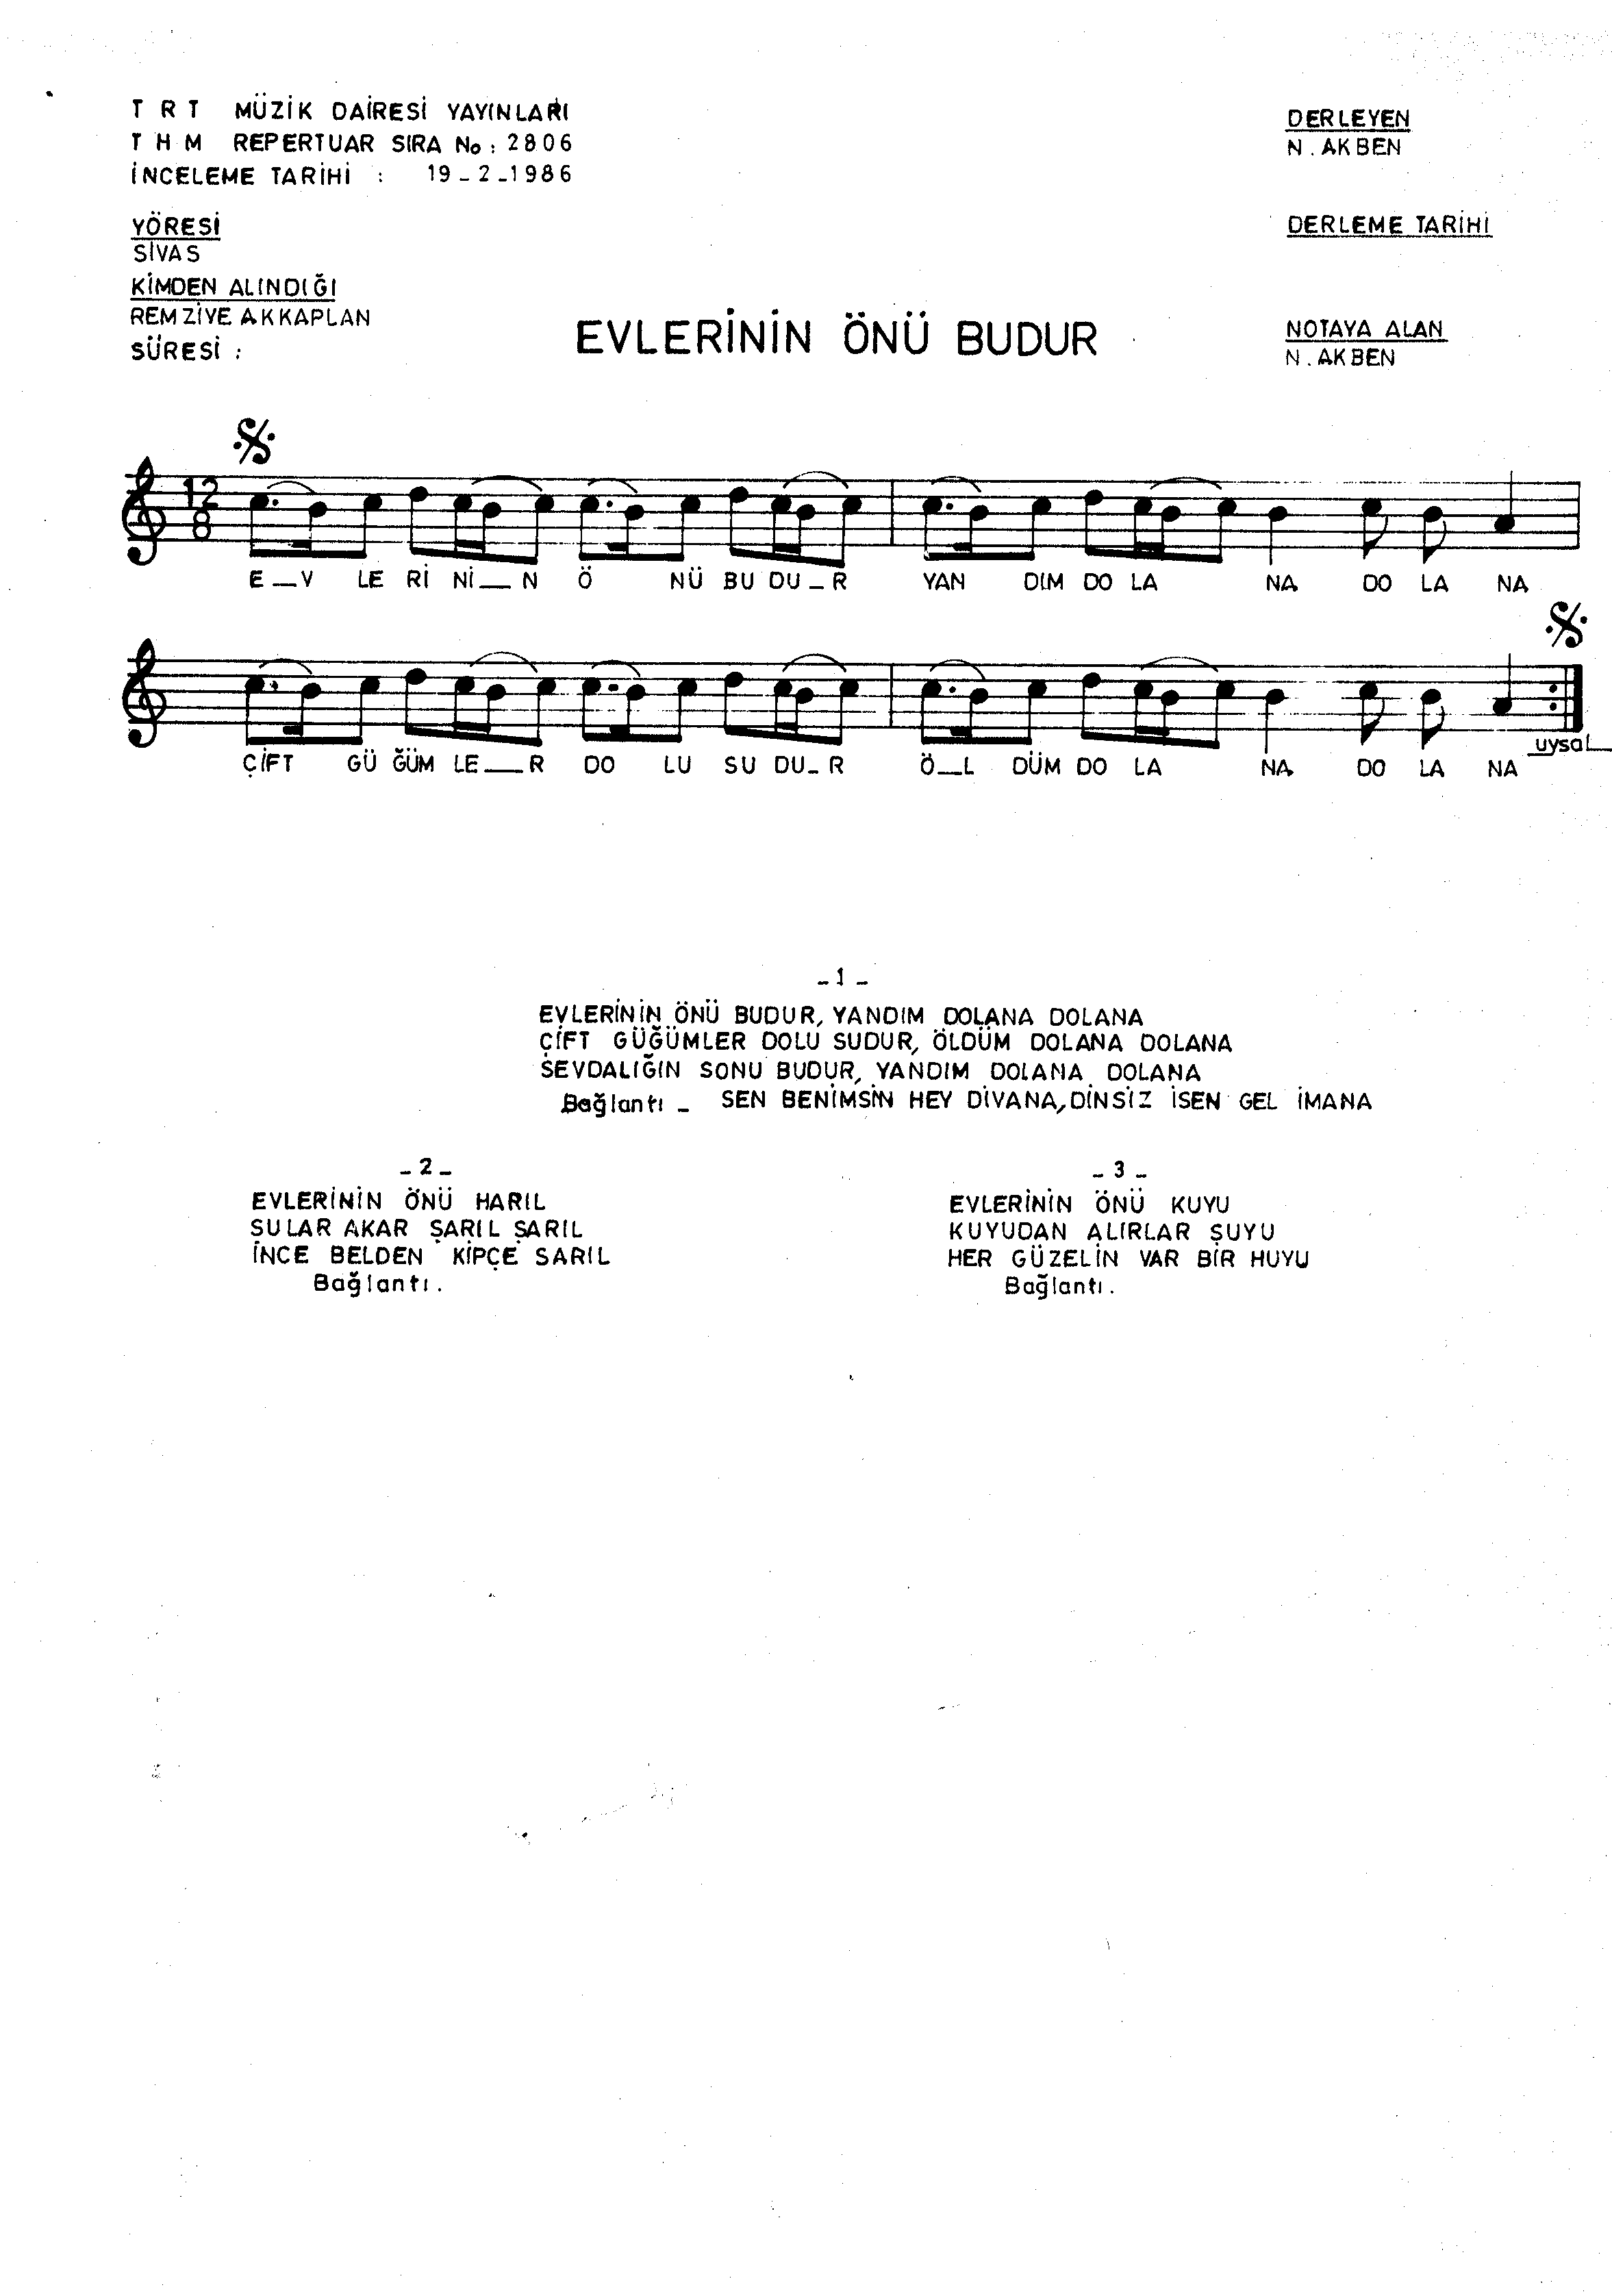 T R T MÜZİK DAİRESİ YAYINLARI
T H M REPERTUAR SIRA No : 2806
İNCELEME TARİHİ : 19 _ 2 _ 1986
DERLEYEN
N . AKBEN
YÖRESİ
SİVAS
DERLEME TARİHİ
KİMDEN ALINDIĞI
REMZİYE AKKAPLAN
SÜRESİ :
EVLERİNİN ÖNÜ BUDUR
NOTAYA ALAN
N . AKBEN
12
8
E _ V LE Rİ Nİ _ N Ö NÜ BU DU _ R YAN DIM DO LA NA DO LA NA
ÇİFT GÜ ĞÜM LE _ R DO LU SU DU _ R Ö _ L DÜM DO LA NA DO LA NA
uysal
_ 1 _
EVLERİNİN ÖNÜ BUDUR, YANDIM DOLANA DOLANA
ÇİFT GÜĞÜMLER DOLU SUDUR, ÖLDÜM DOLANA DOLANA
SEVDALIĞIN SONU BUDUR, YANDIM DOLANA DOLANA
Bağlantı _ SEN BENİMSİN HEY DİVANA, DİNSİZ İSEN GEL İMANA
_ 2 _
EVLERİNİN ÖNÜ HARIL
SULAR AKAR ŞARIL ŞARIL
İNCE BELDEN KİPÇE SARIL
Bağlantı .
_ 3 _
EVLERİNİN ÖNÜ KUYU
KUYUDAN ALIRLAR SUYU
HER GÜZELİN VAR BİR HUYU
Bağlantı .